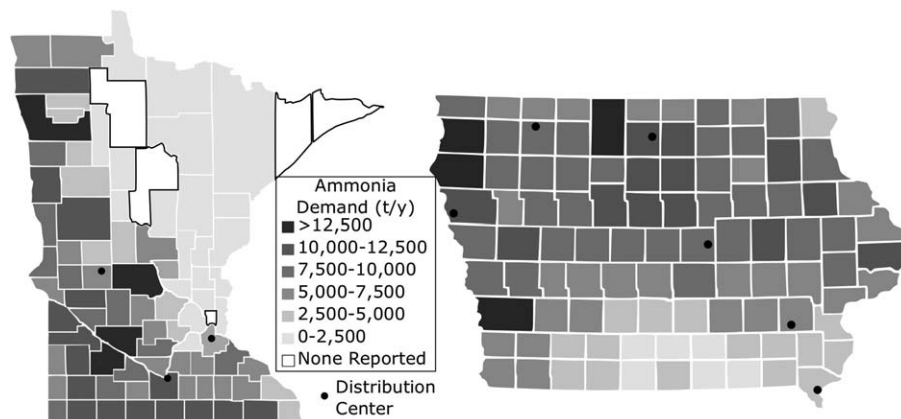 Ammonia
Demand (t/y)
>12,500
10,000-12,500
7,500-10,000
5,000-7,500
2,500-5,000
0-2,500
None Reported
Distribution
Center